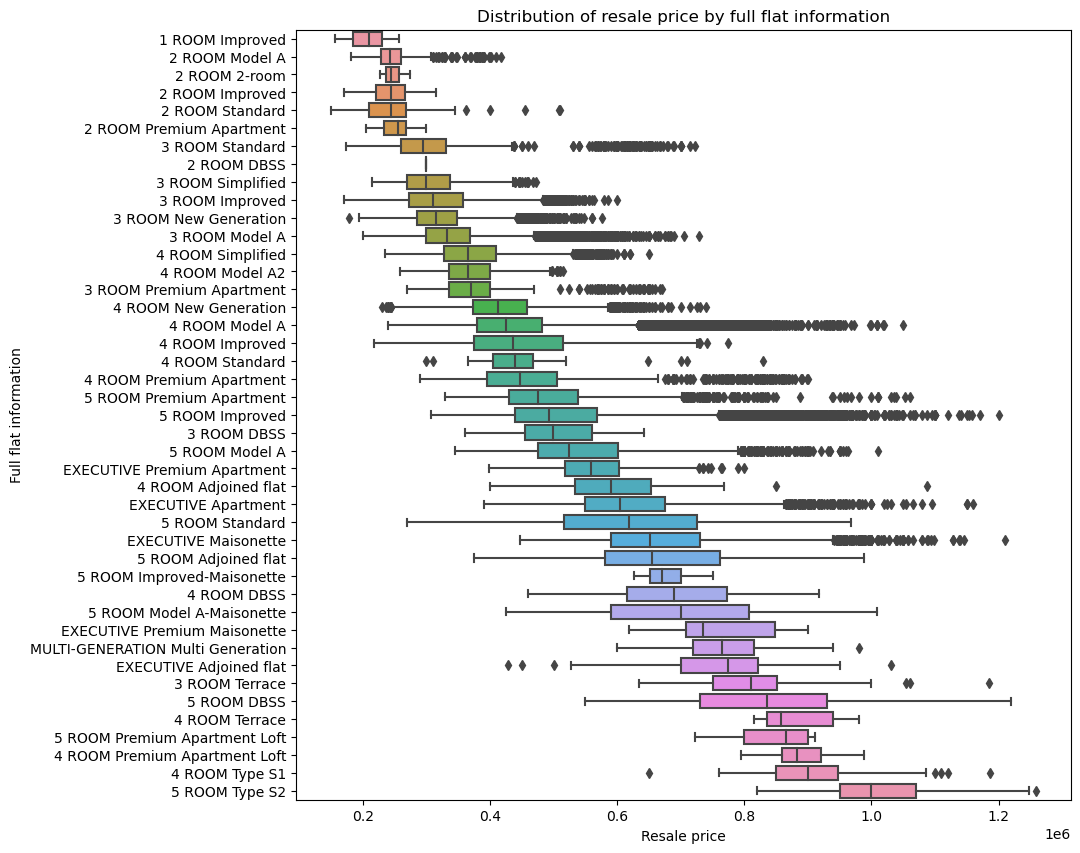 Distribution of resale price by full flat information
Full flat information
1 ROOM Improved
2 ROOM Model A
2 ROOM 2-room
2 ROOM Improved
2 ROOM Standard
2 ROOM Premium Apartment
3 ROOM Standard
2 ROOM DBSS
3 ROOM Simplified
3 ROOM Improved
3 ROOM New Generation
3 ROOM Model A
4 ROOM Simplified
4 ROOM Model A2
3 ROOM Premium Apartment
4 ROOM New Generation
4 ROOM Model A
4 ROOM Improved
4 ROOM Standard
4 ROOM Premium Apartment
5 ROOM Premium Apartment
5 ROOM Improved
3 ROOM DBSS
5 ROOM Model A
EXECUTIVE Premium Apartment
4 ROOM Adjoined flat
EXECUTIVE Apartment
5 ROOM Standard
EXECUTIVE Maisonette
5 ROOM Adjoined flat
5 ROOM Improved-Maisonette
4 ROOM DBSS
5 ROOM Model A-Maisonette
EXECUTIVE Premium Maisonette
MULTI-GENERATION Multi Generation
EXECUTIVE Adjoined flat
3 ROOM Terrace
5 ROOM DBSS
4 ROOM Terrace
5 ROOM Premium Apartment Loft
4 ROOM Premium Apartment Loft
4 ROOM Type S1
5 ROOM Type S2
0.2 0.4 0.6 0.8 1.0 1.2
1e6
Resale price